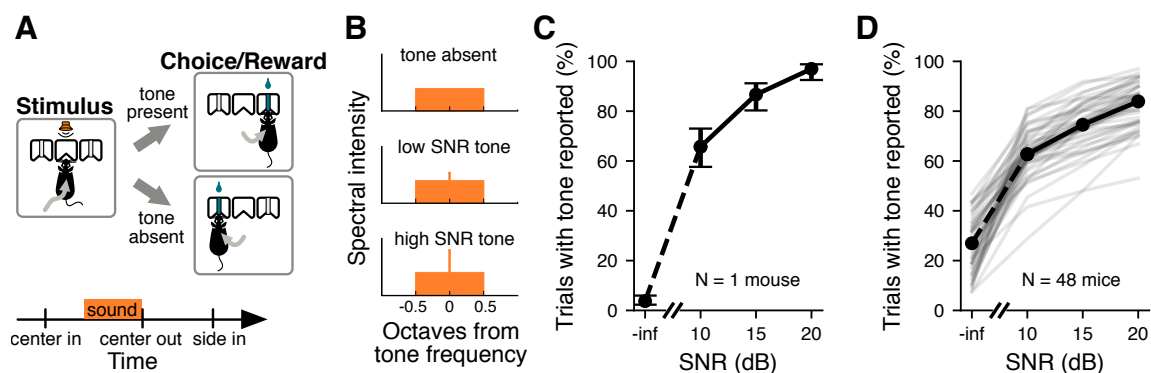 A
Stimulus
Choice/Reward
tone
present
tone
absent
sound
center in
center out
side in
Time
B
Spectral intensity
tone absent
low SNR tone
high SNR tone
-0.5
0
0.5
Octaves from
tone frequency
C
Trials with tone reported (%)
100
80
60
40
20
0
N = 1 mouse
-inf
10
15
20
SNR (dB)
D
Trials with tone reported (%)
100
80
60
40
20
0
N = 48 mice
-inf
10
15
20
SNR (dB)